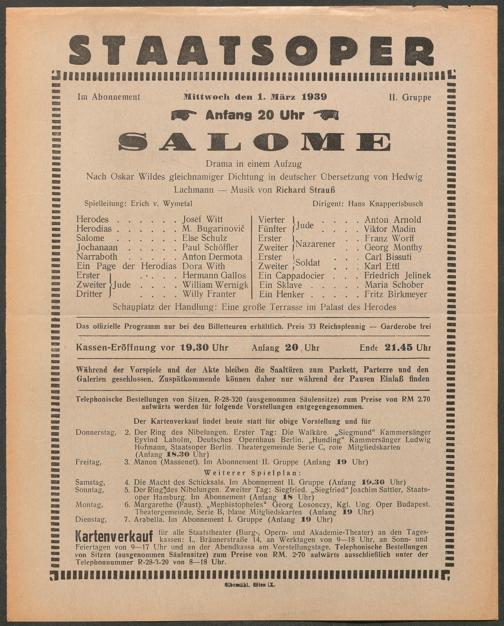 STAATSOPER
Im Abonnement Mittwoch den 1. März 1939 II. Gruppe
Anfang 20 Uhr
SALOME
Drama in einem Aufzug
Nach Oskar Wildes gleichnamiger Dichtung in deutscher Übersetzung von Hedwig
Lachmann — Musik von Richard Strauß
Spielleitung: Erich v. Wymetal Dirigent: Hans Knappertsbusch
Herodes . . . . . . Josef Witt
Herodias . . . . . . M. Bugarinović
Salome . . . . . . Else Schulz
Jochanaan . . . . . . Paul Schöffler
Narraboth . . . . . . Anton Dermota
Ein Page der Herodias Dora With
Erster Hermann Gallos
Zweiter Jude . . . . . William Wernigk
Dritter Willy Franter
Vierter Anton Arnold
Fünfter Jude . . . . . Viktor Madin
Erster Franz Worff
Zweiter Nazarener . . . Georg Monthy
Erster Carl Bissuti
Zweiter Soldat . . . . Karl Ettl
Ein Cappadocier . . . Friedrich Jelinek
Ein Sklave . . . . . Maria Schober
Ein Henker . . . . . Fritz Birkmeyer
Schauplatz der Handlung: Eine große Terrasse im Palast des Herodes
Das offizielle Programm nur bei den Billetteuren erhältlich. Preis 33 Reichspfennig — Garderobe frei
Kassen-Eröffnung vor 19.30 Uhr Anfang 20 Uhr Ende 21.45 Uhr
Während der Vorspiele und der Akte bleiben die Saaltüren zum Parkett, Parterre und den
Galerien geschlossen. Zuspätkommende können daher nur während der Pausen Einlaß finden
Telephonische Bestellungen von Sitzen, R-28-320 (ausgenommen Säulensitze) zum Preise von RM 2.70
aufwärts werden für folgende Vorstellungen entgegengenommen.
Der Kartenverkauf findet heute statt für obige Vorstellung und für
Donnerstag, 2. Der Ring des Nibelungen. Erster Tag: Die Walküre. „Siegmund" Kammersänger
Eyvind Laholm, Deutsches Opernhaus Berlin. „Hunding" Kammersänger Ludwig
Hofmann, Staatsoper Berlin. Theatergemeinde Serie C, rote Mitgliedskarten
(Anfang 18.30 Uhr)
Freitag, 3. Manon (Massenet). Im Abonnement II. Gruppe (Anfang 19 Uhr)
Weiterer Spielplan:
Samstag, 4. Die Macht des Schicksals. Im Abonnement II. Gruppe (Anfang 19.30 Uhr)
Sonntag, 5. Der Ring des Nibelungen. Zweiter Tag: Siegfried. „Siegfried" Joachim Sattler, Staats-
oper Hamburg. Im Abonnement (Anfang 18 Uhr)
Montag, 6. Margarethe (Faust). „Mephistopheles" Georg Losonczy, Kgl. Ung. Oper Budapest.
Theatergemeinde, Serie B, blaue Mitgliedskarten (Anfang 19 Uhr)
Dienstag, 7. Arabella. Im Abonnement I. Gruppe (Anfang 19 Uhr)
Kartenverkauf für alle Staatstheater (Burg-, Opern- und Akademie-Theater) an den Tages-
kassen: I, Bräunerstraße 14, an Werktagen von 9—18 Uhr, an Sonn- und
Feiertagen von 9—17 Uhr und an der Abendkassa am Vorstellungstage. Telephonische Bestellungen
von Sitzen (ausgenommen Säulensitze) zum Preise von RM. 2·70 aufwärts ausschließlich unter der
Telephonnummer R-28-3-20 von 8—18 Uhr.
Elbemühl, Wien IX.